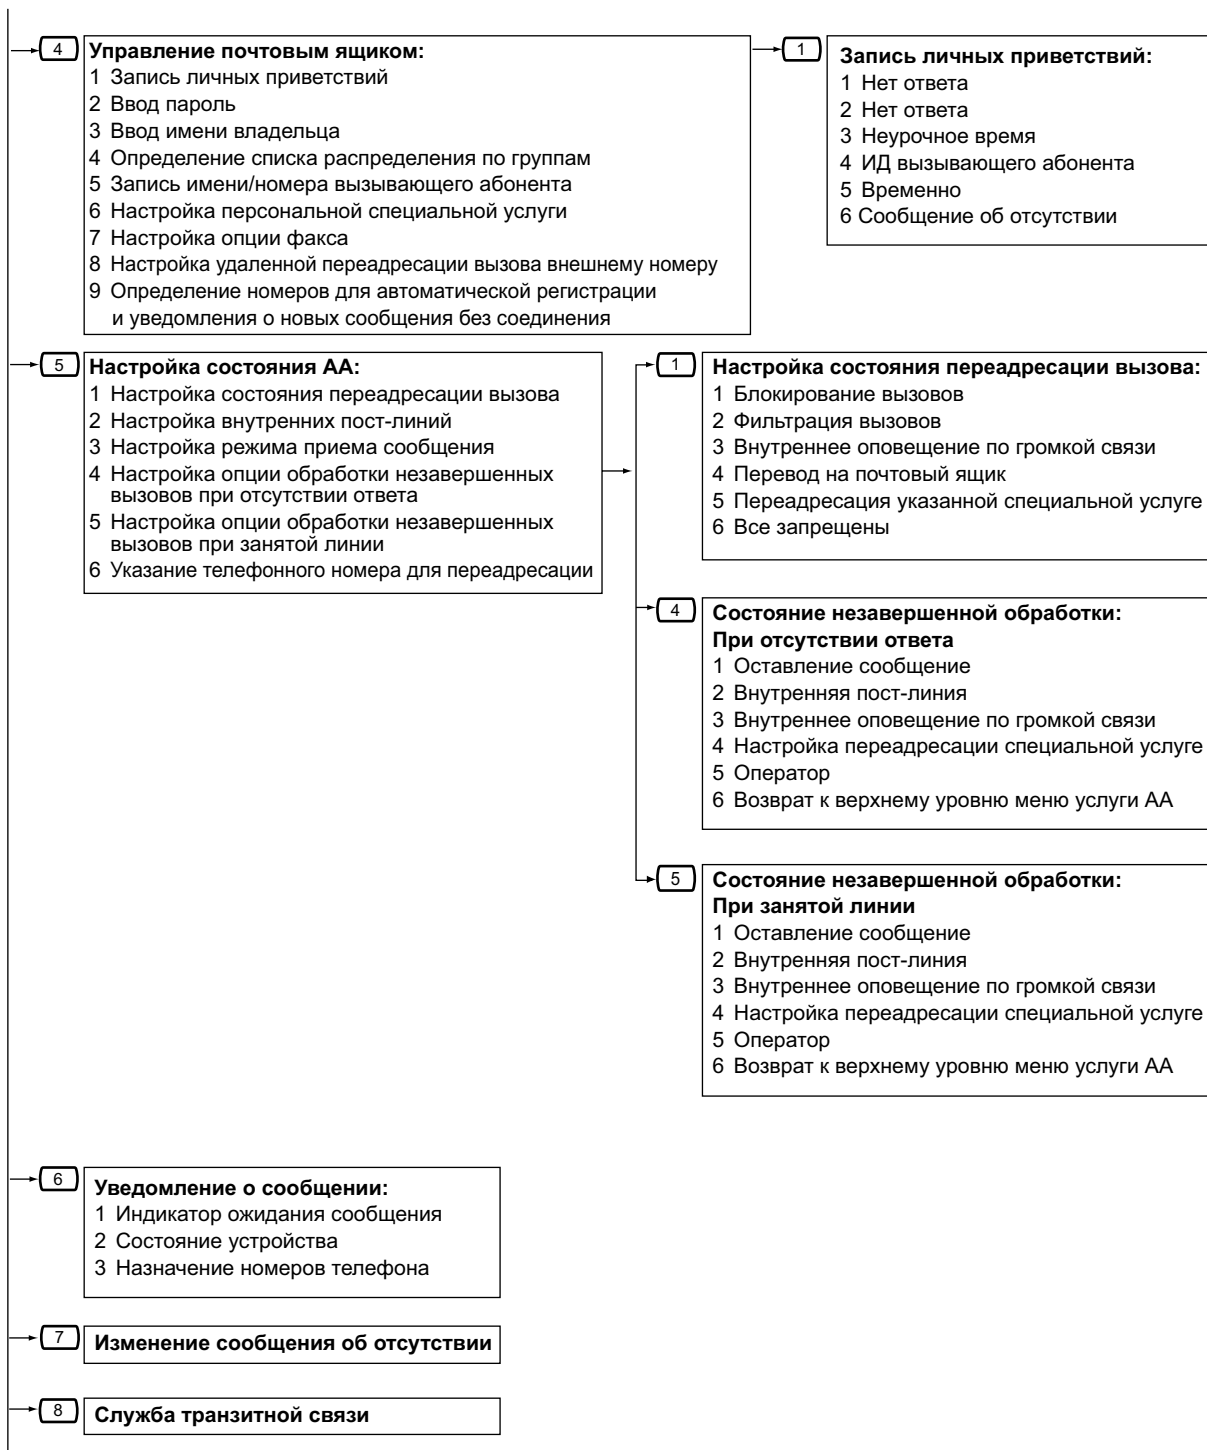 4
Управление почтовым ящиком:
1 Запись личных приветствий
2 Ввод пароль
3 Ввод имени владельца
4 Определение списка распределения по группам
5 Запись имени/номера вызывающего абонента
6 Настройка персональной специальной услуги
7 Настройка опции факса
8 Настройка удаленной переадресации вызова внешнему номеру
9 Определение номеров для автоматической регистрации
и уведомления о новых сообщения без соединения
1
Запись личных приветствий:
1 Нет ответа
2 Нет ответа
3 Неурочное время
4 ИД вызывающего абонента
5 Временно
6 Сообщение об отсутствии
5
Настройка состояния АА:
1 Настройка состояния переадресации вызова
2 Настройка внутренних пост-линий
3 Настройка режима приема сообщения
4 Настройка опции обработки незавершенных
вызовов при отсутствии ответа
5 Настройка опции обработки незавершенных
вызовов при занятой линии
6 Указание телефонного номера для переадресации
1
Настройка состояния переадресации вызова:
1 Блокирование вызовов
2 Фильтрация вызовов
3 Внутреннее оповещение по громкой связи
4 Перевод на почтовый ящик
5 Переадресация указанной специальной услуге
6 Все запрещены
4
Состояние незавершенной обработки:
При отсутствии ответа
1 Оставление сообщение
2 Внутренняя пост-линия
3 Внутреннее оповещение по громкой связи
4 Настройка переадресации специальной услуге
5 Оператор
6 Возврат к верхнему уровню меню услуги АА
5
Состояние незавершенной обработки:
При занятой линии
1 Оставление сообщение
2 Внутренняя пост-линия
3 Внутреннее оповещение по громкой связи
4 Настройка переадресации специальной услуге
5 Оператор
6 Возврат к верхнему уровню меню услуги АА
6
Уведомление о сообщении:
1 Индикатор ожидания сообщения
2 Состояние устройства
3 Назначение номеров телефона
7
Изменение сообщения об отсутствии
8
Служба транзитной связи